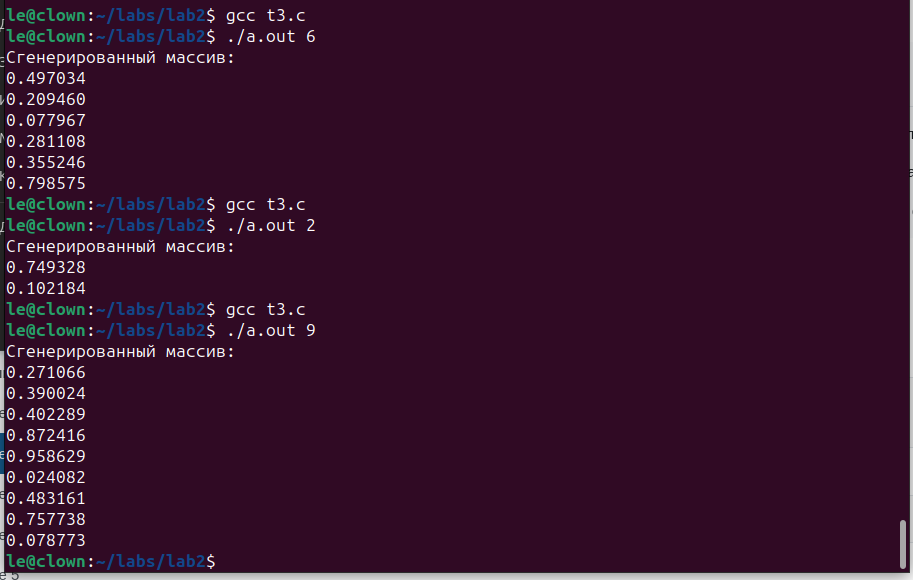 le@clown:~/labs/lab2$ gcc t3.c
le@clown:~/labs/lab2$ ./a.out 6
Сгенерированный массив:
0.497034
0.209460
0.077967
0.281108
0.355246
0.798575
le@clown:~/labs/lab2$ gcc t3.c
le@clown:~/labs/lab2$ ./a.out 2
Сгенерированный массив:
0.749328
0.102184
le@clown:~/labs/lab2$ gcc t3.c
le@clown:~/labs/lab2$ ./a.out 9
Сгенерированный массив:
0.271066
0.390024
0.402289
0.872416
0.958629
0.024082
0.483161
0.757738
0.078773
le@clown:~/labs/lab2$